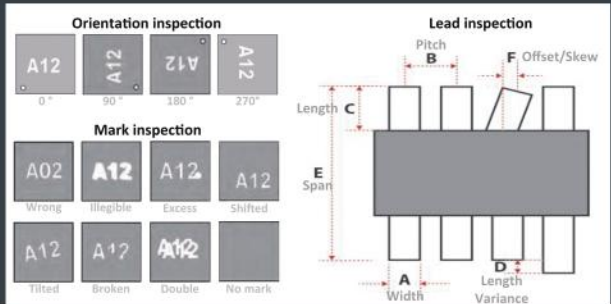 Orientation inspection
A12 A12 A12 A12
0 ° 90 ° 180 ° 270°
Mark inspection
A02 A12 A12. A12
Wrong Illegible Excess Shifted
A12 A12 A12
Tilted Broken Double No mark
Lead inspection
Pitch
B
F
Offset/Skew
Length
C
E
Span
A
Width
D
Length
Variance